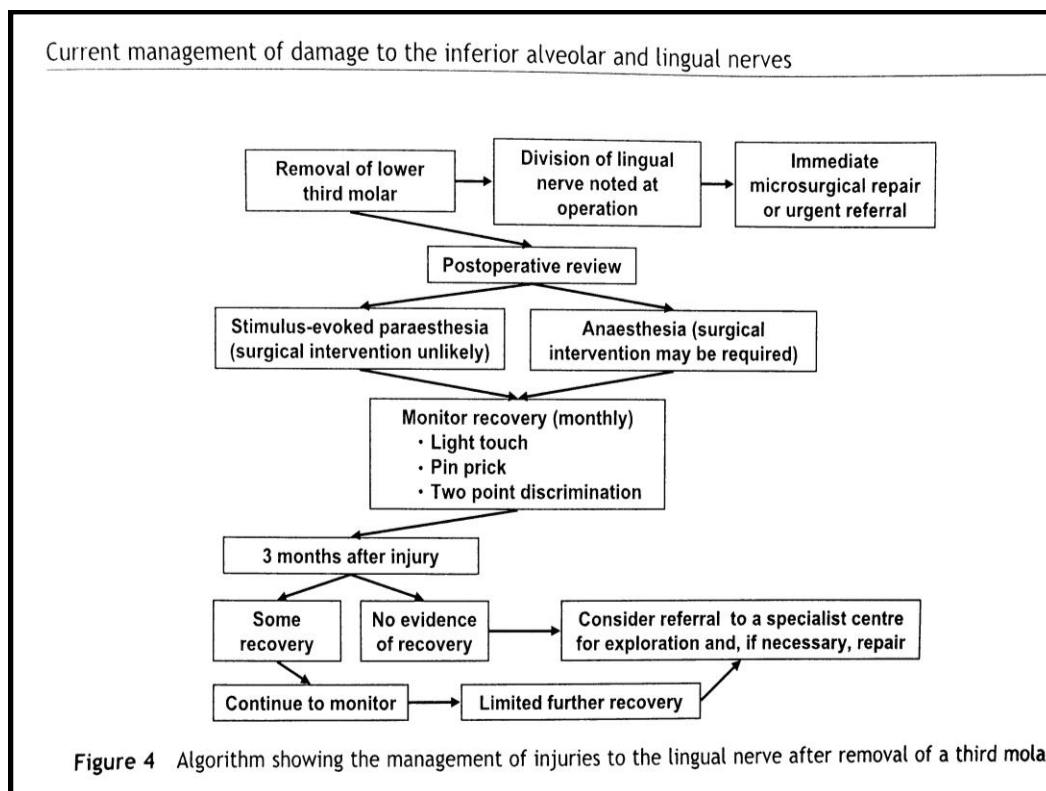 Current management of damage to the inferior alveolar and lingual nerves
Removal of lower
third molar
Division of lingual
nerve noted at
operation
Immediate
microsurgical repair
or urgent referral
Postoperative review
Stimulus-evoked paraesthesia
(surgical intervention unlikely)
Anaesthesia (surgical
intervention may be required)
Monitor recovery (monthly)
· Light touch
· Pin prick
· Two point discrimination
3 months after injury
Some
recovery
No evidence
of recovery
Consider referral to a specialist centre
for exploration and, if necessary, repair
Continue to monitor
Limited further recovery
Figure 4 Algorithm showing the management of injuries to the lingual nerve after removal of a third mola